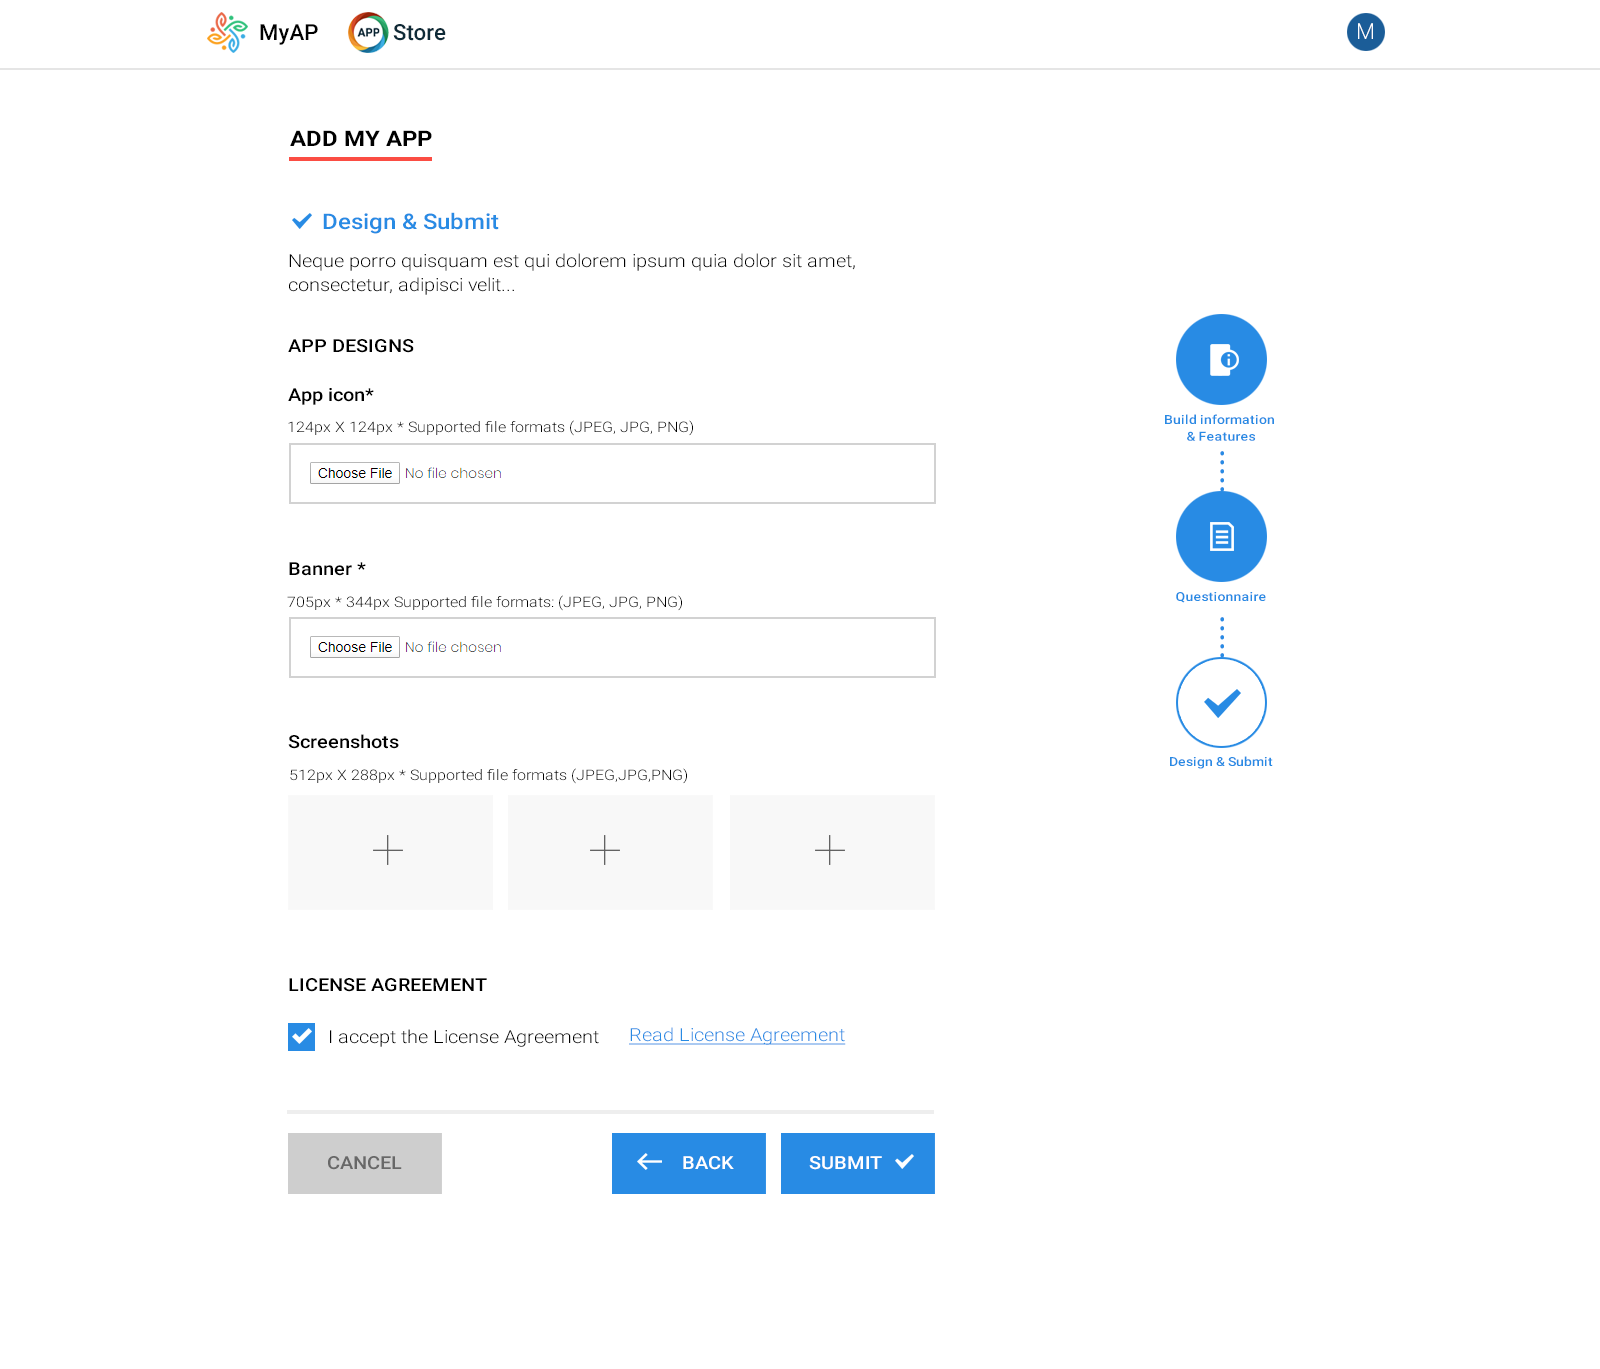 MyAP
APP Store
M
ADD MY APP
Design & Submit
Neque porro quisquam est qui dolorem ipsum quia dolor sit amet,
consectetur, adipisci velit...
APP DESIGNS
App icon*
124px X 124px * Supported file formats (JPEG, JPG, PNG)
Choose File No file chosen
Banner *
705px * 344px Supported file formats: (JPEG, JPG, PNG)
Choose File No file chosen
Screenshots
512px X 288px * Supported file formats (JPEG,JPG,PNG)
LICENSE AGREEMENT
I accept the License Agreement Read License Agreement
CANCEL
BACK
SUBMIT
Build information
& Features
Questionnaire
Design & Submit